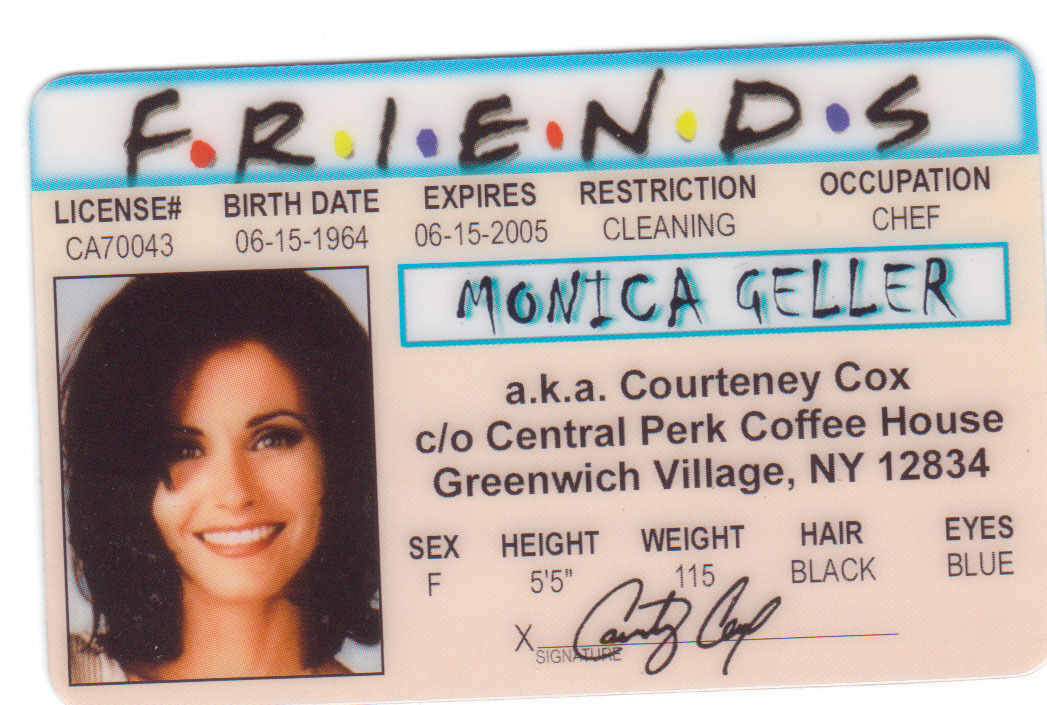 F•R•I•E•N•D•S
LICENSE# BIRTH DATE EXPIRES RESTRICTION OCCUPATION
CA70043 06-15-1964 06-15-2005 CLEANING CHEF
MONICA GELLER
a.k.a. Courteney Cox
c/o Central Perk Coffee House
Greenwich Village, NY 12834
SEX HEIGHT WEIGHT HAIR EYES
F 5'5" 115 BLACK BLUE
X
SIGNATURE